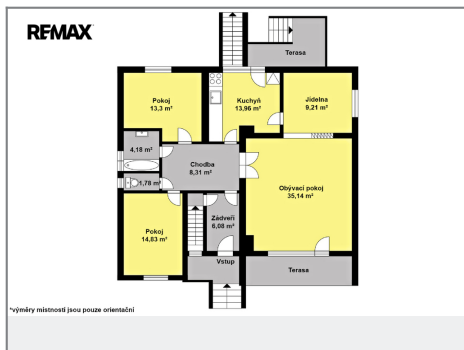 RE/MAX
Terasa
Pokoj
13,3 m²
Kuchyň
13,96 m²
Jídelna
9,21 m²
4,18 m²
Chodba
8,31 m²
1,78 m²
Obývací pokoj
35,14 m²
Pokoj
14,83 m²
Zádveří
6,08 m²
Vstup
Terasa
*výměry místností jsou pouze orientační